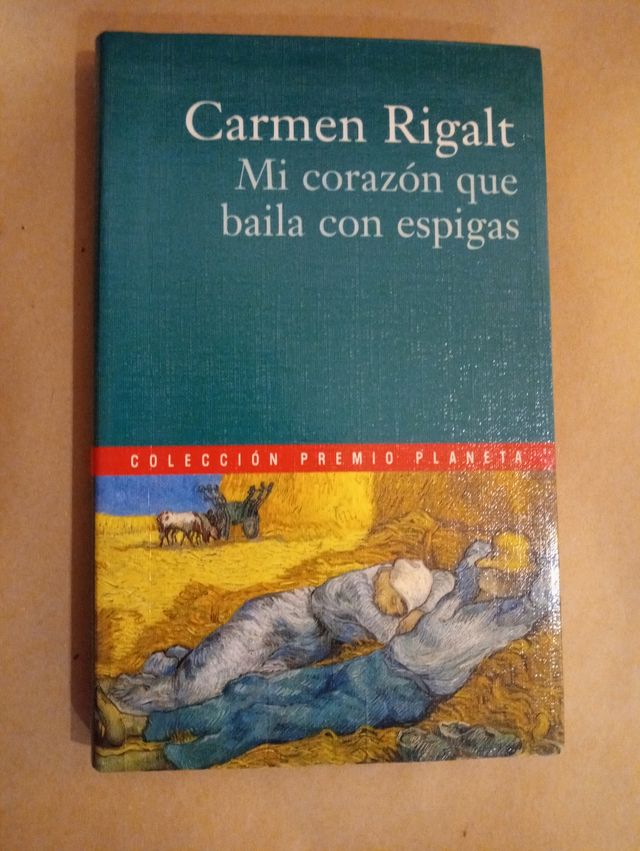 Carmen Rigalt
Mi corazón que
baila con espigas
COLECCIÓN PREMIO PLANETA